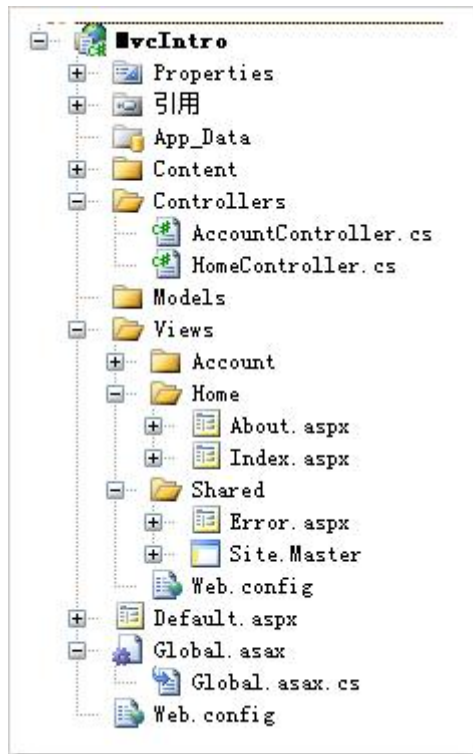 MvcIntro
Properties
引用
App_Data
Content
Controllers
AccountController.cs
HomeController.cs
Models
Views
Account
Home
About.aspx
Index.aspx
Shared
Error.aspx
Site.Master
Web.config
Default.aspx
Global.asax
Global.asax.cs
Web.config